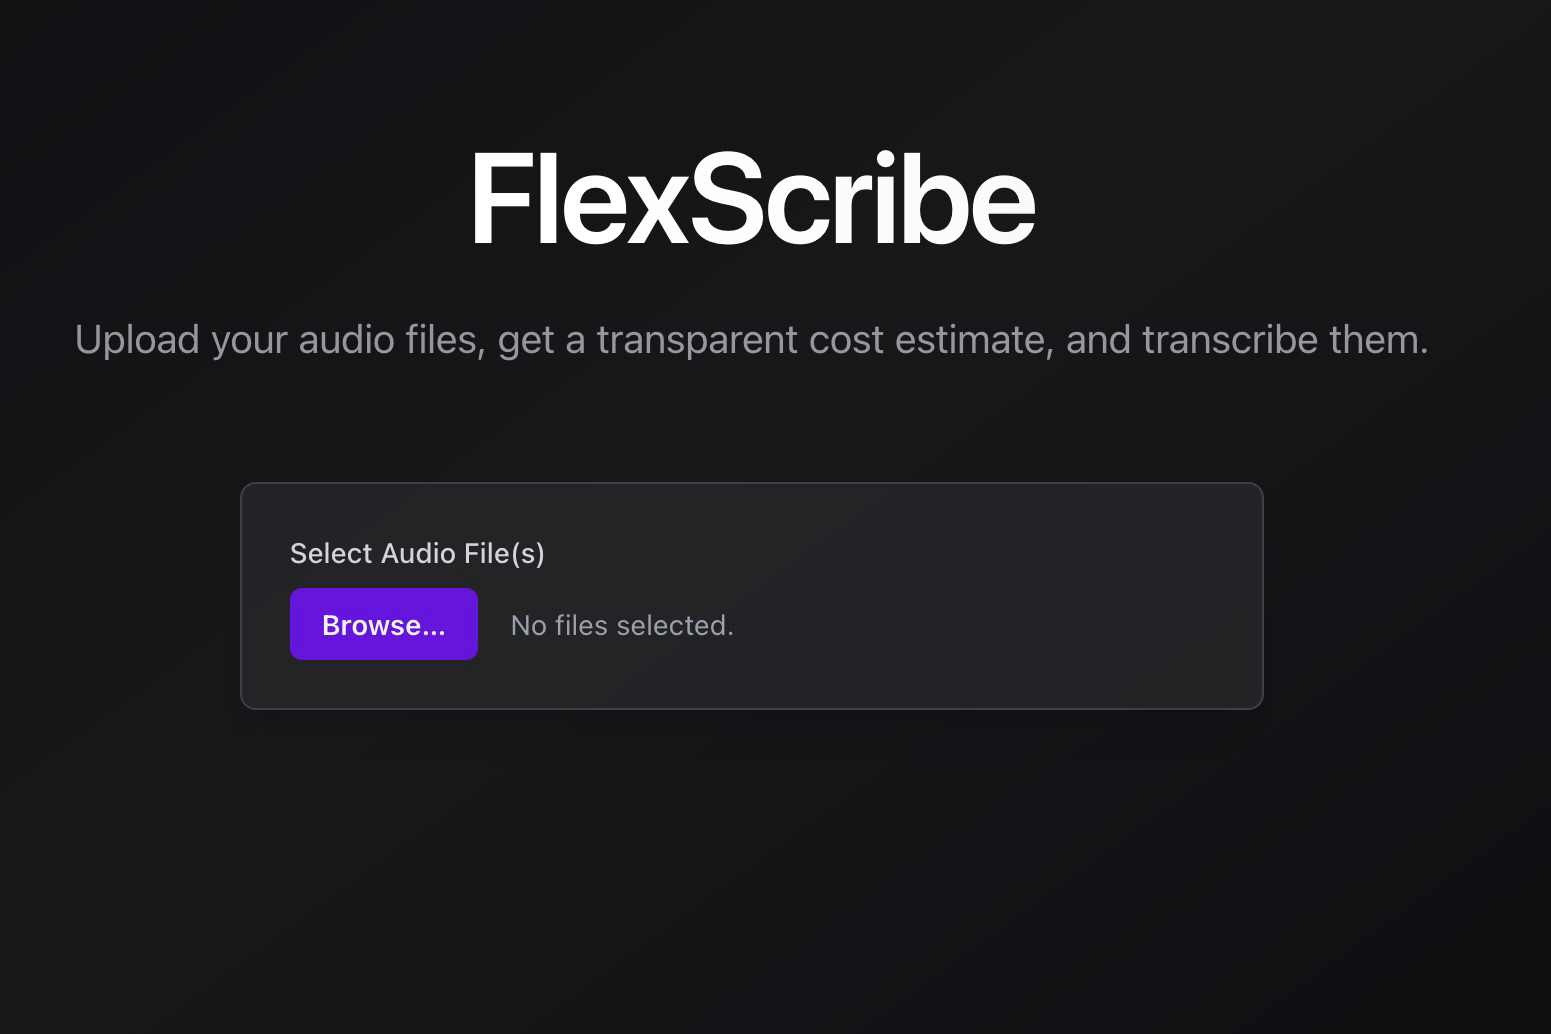 FlexScribe
Upload your audio files, get a transparent cost estimate, and transcribe them.
Select Audio File(s)
Browse...
No files selected.